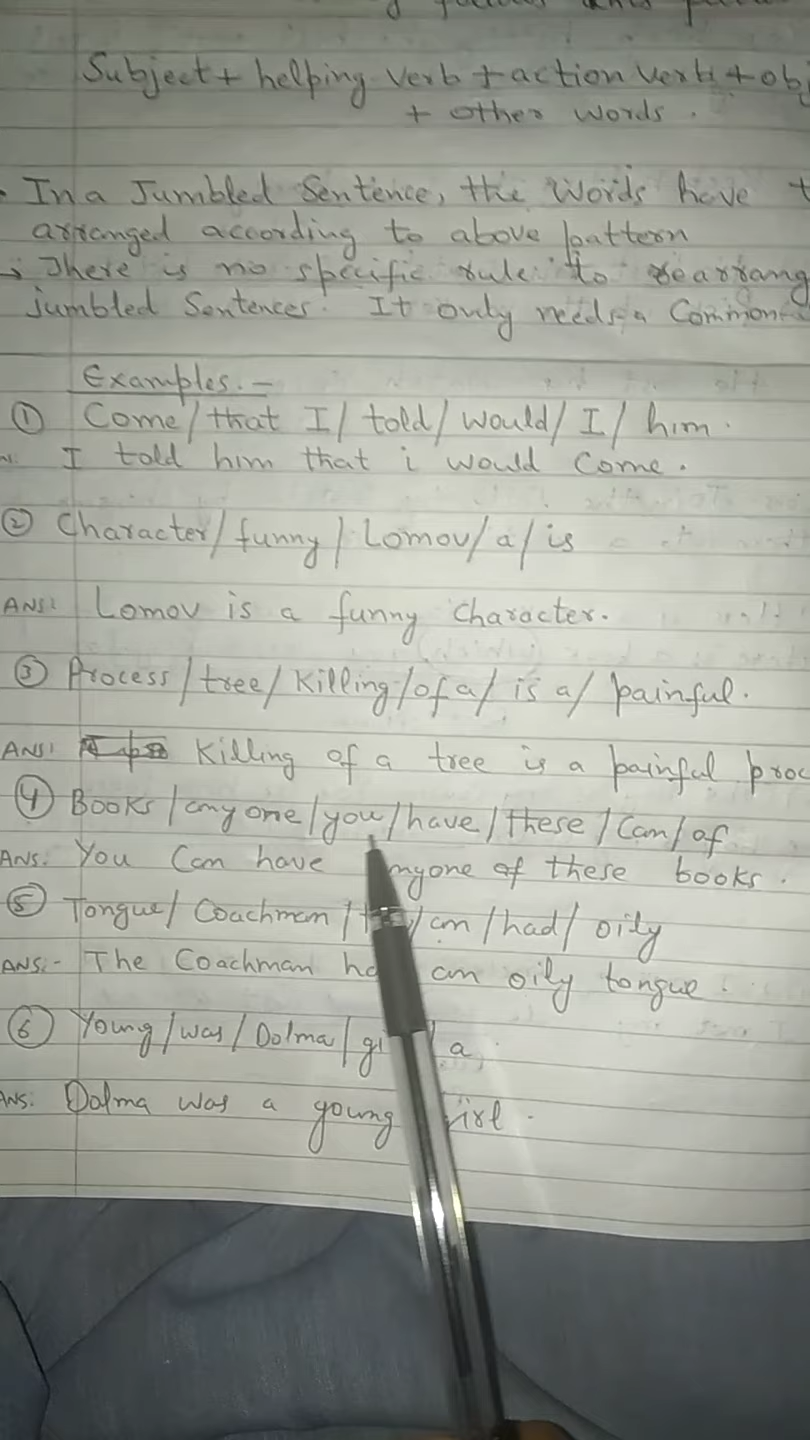 Subject + helping verb + action verb + obj
+ other words.
In a Jumbled Sentence, the words have t
arranged according to above pattern
There is no specific rule to rearrang
jumbled Sentences. It only needs a Common
Examples.-
① Come/that I/told/would/I/him.
I told him that i would come.
② Character/funny/Lomov/a/is
ANS: Lomov is a funny character.
③ Process/tree/killing/of a/is a/painful.
ANS: Killing of a tree is a painful proc
④ Books/any one/you/have/these/can/of
ANS. You Can have anyone of these books.
⑤ Tongue/Coachman/ /an/had/oily
ANS:- The Coachman ha an oily tongue.
⑥ Young/was/Dolma/gi /a
ANS: Dolma was a young girl.